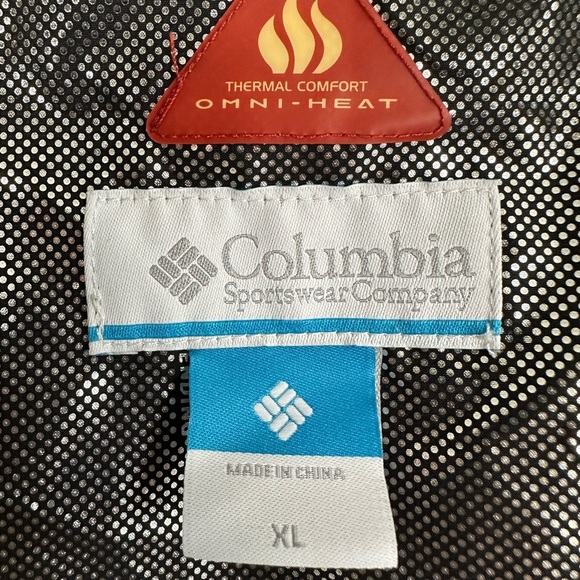 THERMAL COMFORT
OMNI-HEAT
Columbia
Sportswear Company
MADE IN CHINA
XL